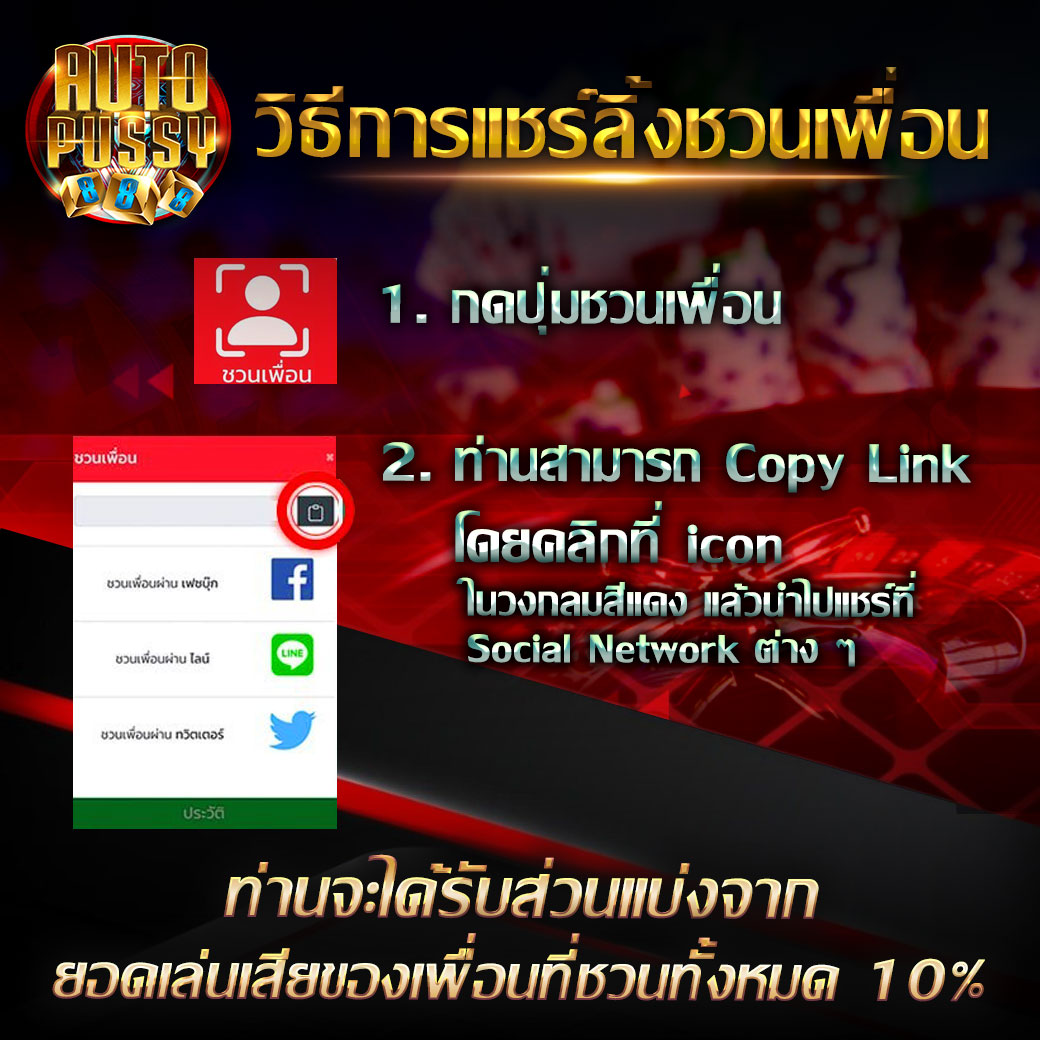 AUTO
PUSSY
888
วิธีการแชร์ลิ้งชวนเพื่อน
ชวนเพื่อน
1. กดปุ่มชวนเพื่อน
ชวนเพื่อน
×
2. ท่านสามารถ Copy Link
โดยคลิกที่ icon
ในวงกลมสีแดง แล้วนำไปแชร์ที่
Social Network ต่าง ๆ
ชวนเพื่อนผ่าน เฟซบุ๊ก
ชวนเพื่อนผ่าน ไลน์
LINE
ชวนเพื่อนผ่าน ทวิตเตอร์
ประวัติ
ท่านจะได้รับส่วนแบ่งจาก
ยอดเล่นเสียของเพื่อนที่ชวนทั้งหมด 10%